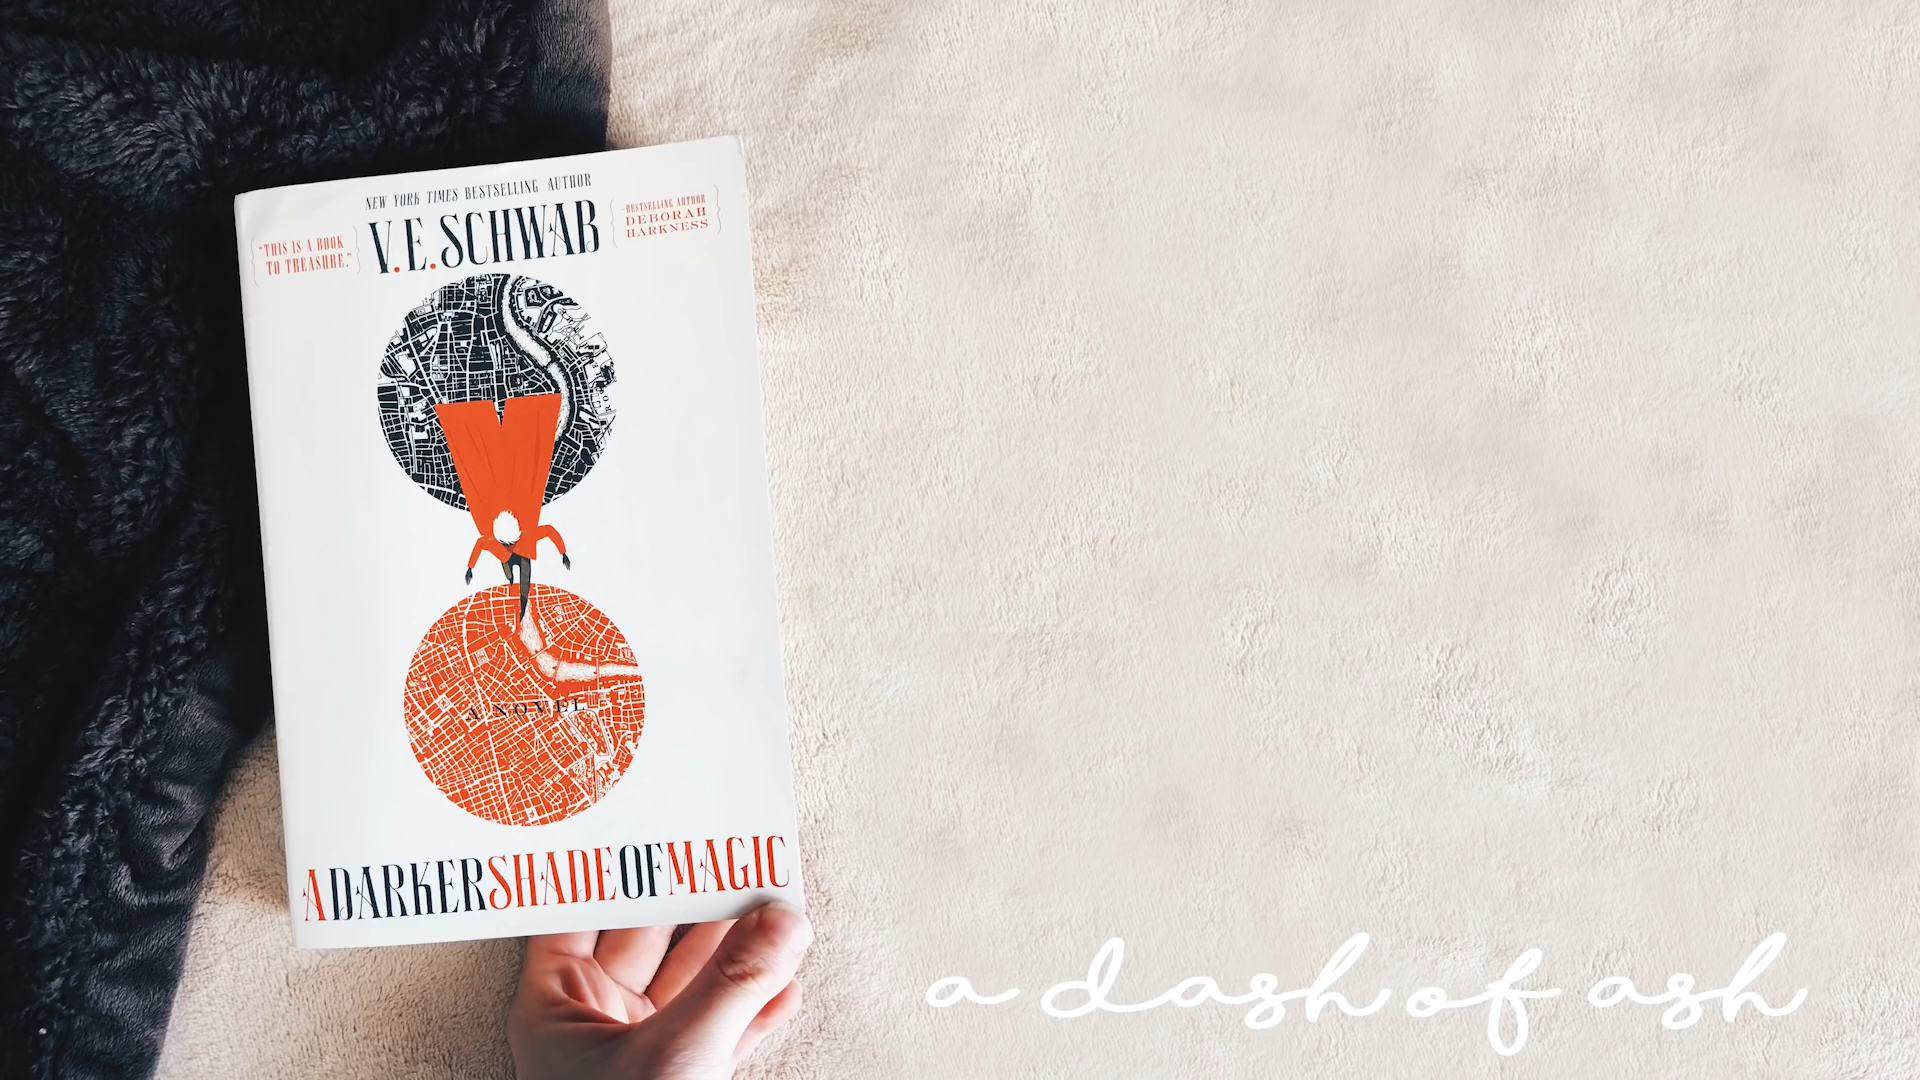 NEW YORK TIMES BESTSELLING AUTHOR
V.E. SCHWAB
"THIS IS A BOOK
TO TREASURE."
-BESTSELLING AUTHOR
DEBORAH
HARKNESS
A NOVEL
A DARKER SHADE OF MAGIC
a dash of ash